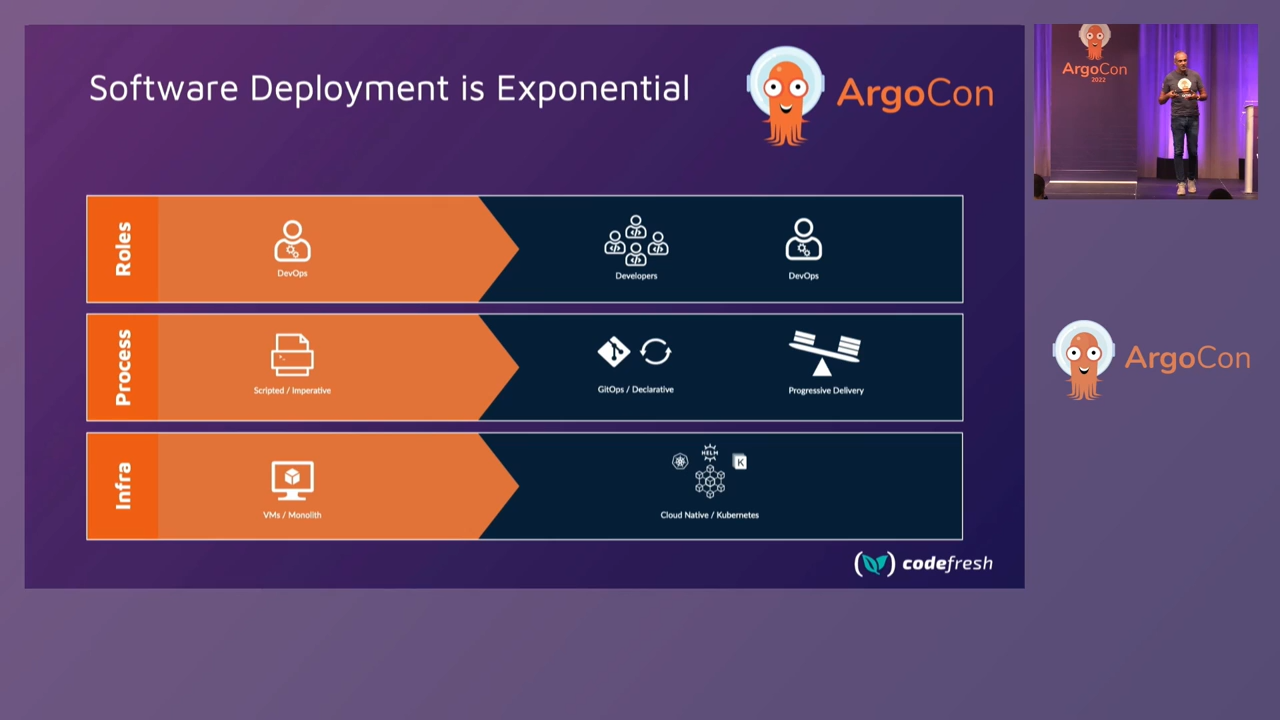 Software Deployment is Exponential
ArgoCon
Roles
DevOps
Developers
DevOps
Process
>_
Scripted / Imperative
GitOps / Declarative
Progressive Delivery
Infra
VMs / Monolith
HELM
K
Cloud Native / Kubernetes
codefresh
ArgoCon
2022
ArgoCon